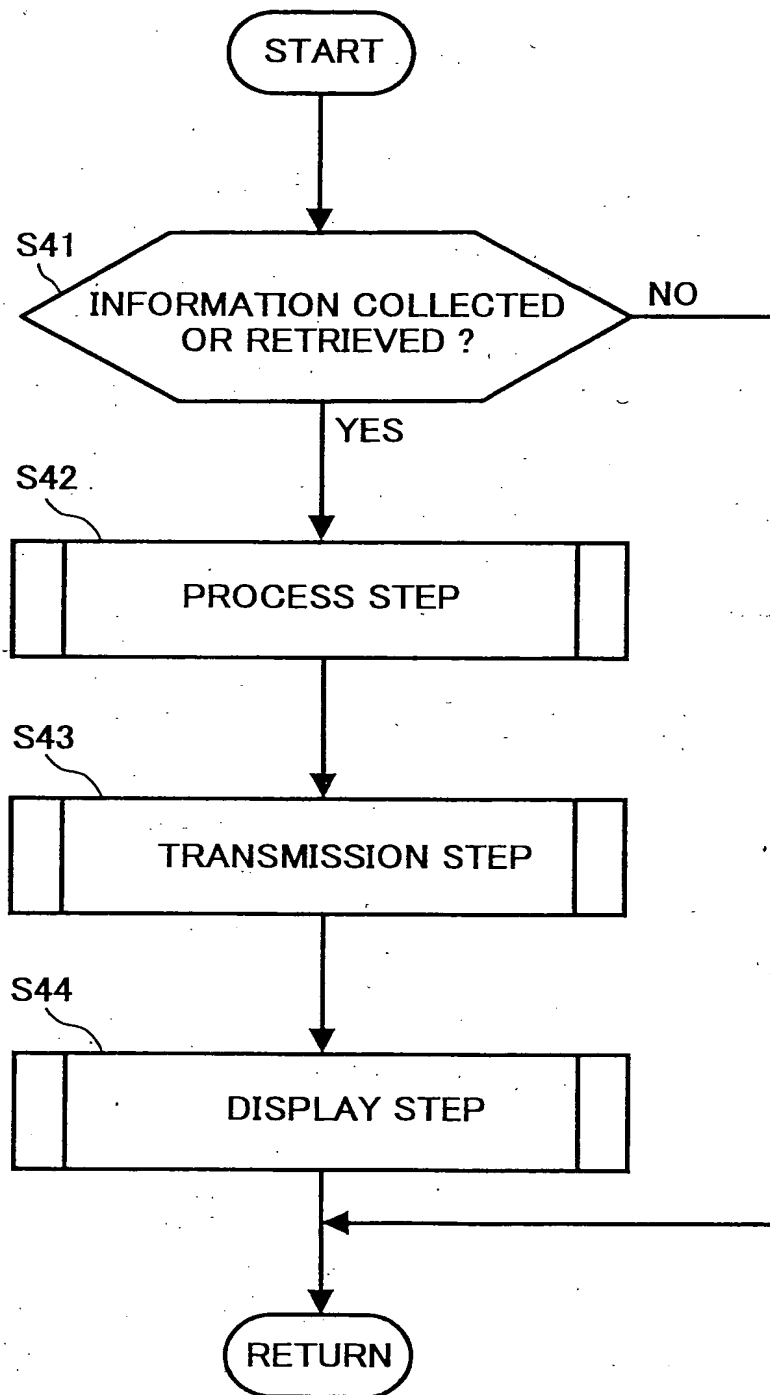 START
S41
INFORMATION COLLECTED
OR RETRIEVED ?
NO
YES
S42
PROCESS STEP
S43
TRANSMISSION STEP
S44
DISPLAY STEP
RETURN